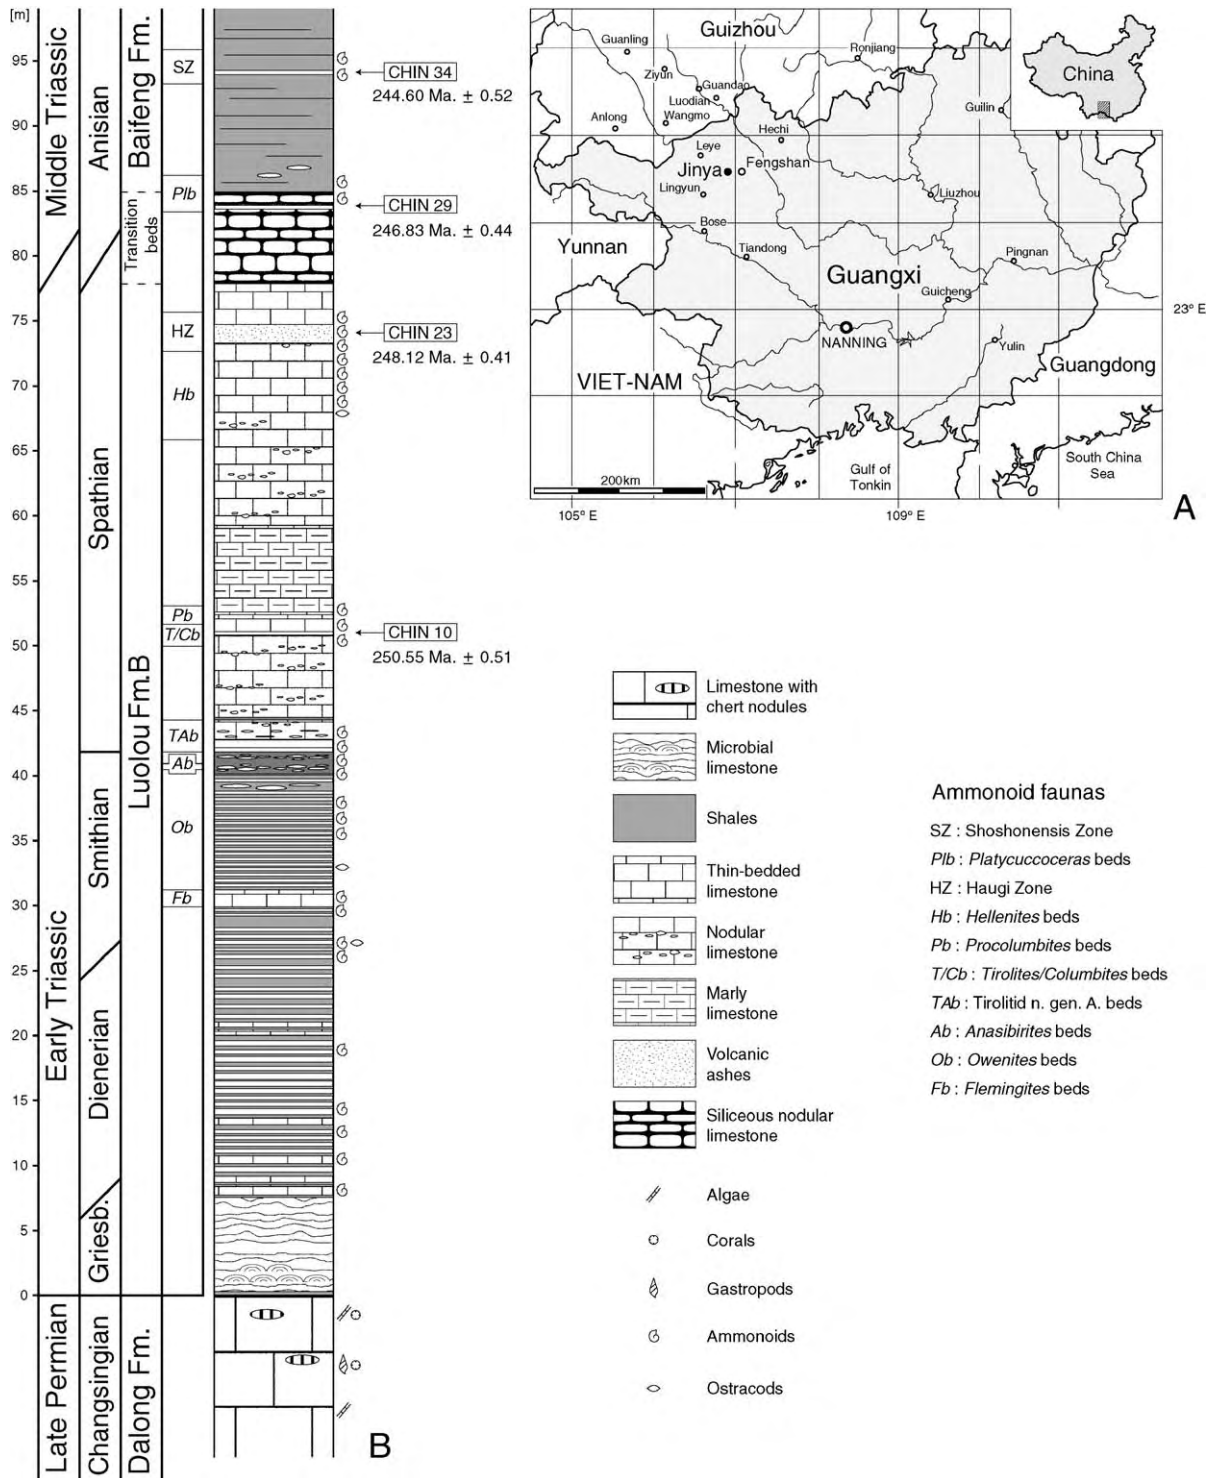 [m]
95
90
85
80
75
70
65
60
55
50
45
40
35
30
25
20
15
10
5
0
Middle Triassic
Early Triassic
Late Permian
Anisian
Spathian
Smithian
Dienerian
Griesb.
Changsingian
Baifeng Fm.
Transition
beds
Luolou Fm.B
Dalong Fm.
SZ
Plb
HZ
Hb
Pb
T/Cb
TAb
Ab
Ob
Fb
CHIN 34
244.60 Ma. ± 0.52
CHIN 29
246.83 Ma. ± 0.44
CHIN 23
248.12 Ma. ± 0.41
CHIN 10
250.55 Ma. ± 0.51
B
Guizhou
Guanling
Ronjiang
Ziyun
Guandao
Luodian
Wangmo
Anlong
Hechi
Guilin
China
Leye
Jinya
Fengshan
Lingyun
Liuzhou
Bose
Yunnan
Tiandong
Pingnan
Guangxi
Guicheng
23° E
NANNING
Yulin
VIET-NAM
Guangdong
200km
Gulf of
Tonkin
South China
Sea
105° E
109° E
A
Limestone with
chert nodules
Microbial
limestone
Shales
Thin-bedded
limestone
Nodular
limestone
Marly
limestone
Volcanic
ashes
Siliceous nodular
limestone
Algae
Corals
Gastropods
Ammonoids
Ostracods
Ammonoid faunas
SZ : Shoshonensis Zone
Plb : Platycuccoceras beds
HZ : Haugi Zone
Hb : Hellenites beds
Pb : Procolumbites beds
T/Cb : Tirolites/Columbites beds
TAb : Tirolitid n. gen. A. beds
Ab : Anasibirites beds
Ob : Owenites beds
Fb : Flemingites beds